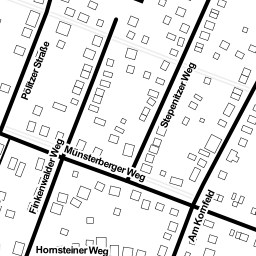 Pölitzer Straße
Stepenitzer Weg
Münsterberger Weg
Finkenwalder Weg
Am Kornfeld
Hornsteiner Weg